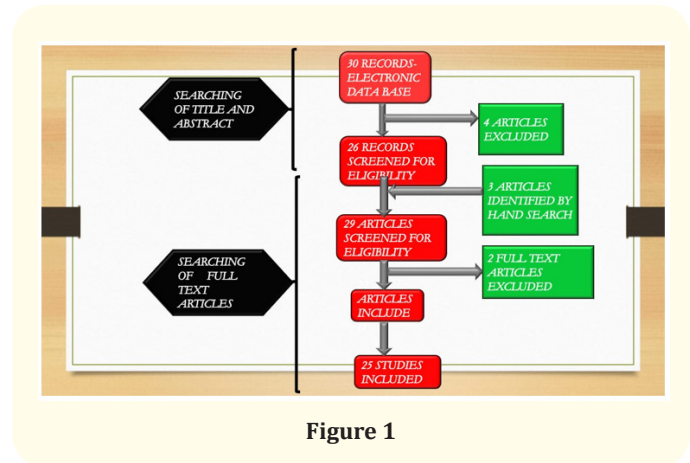 30 RECORDS-
ELECTRONIC
DATA BASE
SEARCHING
OF TITLE AND
ABSTRACT
4 ARTICLES
EXCLUDED
26 RECORDS
SCREENED FOR
ELIGIBILITY
3 ARTICLES
IDENTIFIED BY
HAND SEARCH
29 ARTICLES
SCREENED FOR
ELIGIBILITY
SEARCHING
OF FULL
TEXT
ARTICLES
2 FULL TEXT
ARTICLES
EXCLUDED
ARTICLES
INCLUDE
25 STUDIES
INCLUDED
Figure 1